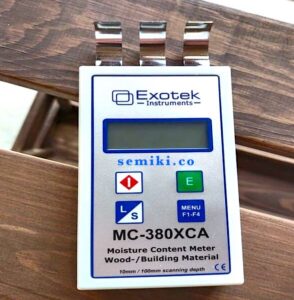 Exotek
Instruments
semiki.co
I
E
L/S
MENU
F1-F4
MC-380XCA
Moisture Content Meter
Wood-/Building Material
10mm / 100mm scanning depth
CE